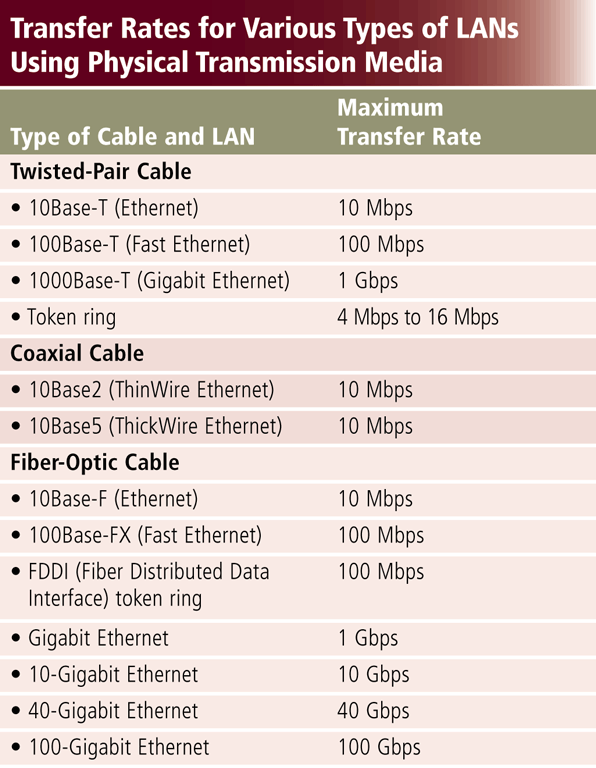 Transfer Rates for Various Types of LANs
Using Physical Transmission Media
Type of Cable and LAN
Maximum
Transfer Rate
Twisted-Pair Cable
• 10Base-T (Ethernet) 10 Mbps
• 100Base-T (Fast Ethernet) 100 Mbps
• 1000Base-T (Gigabit Ethernet) 1 Gbps
• Token ring 4 Mbps to 16 Mbps
Coaxial Cable
• 10Base2 (ThinWire Ethernet) 10 Mbps
• 10Base5 (ThickWire Ethernet) 10 Mbps
Fiber-Optic Cable
• 10Base-F (Ethernet) 10 Mbps
• 100Base-FX (Fast Ethernet) 100 Mbps
• FDDI (Fiber Distributed Data 100 Mbps
Interface) token ring
• Gigabit Ethernet 1 Gbps
• 10-Gigabit Ethernet 10 Gbps
• 40-Gigabit Ethernet 40 Gbps
• 100-Gigabit Ethernet 100 Gbps